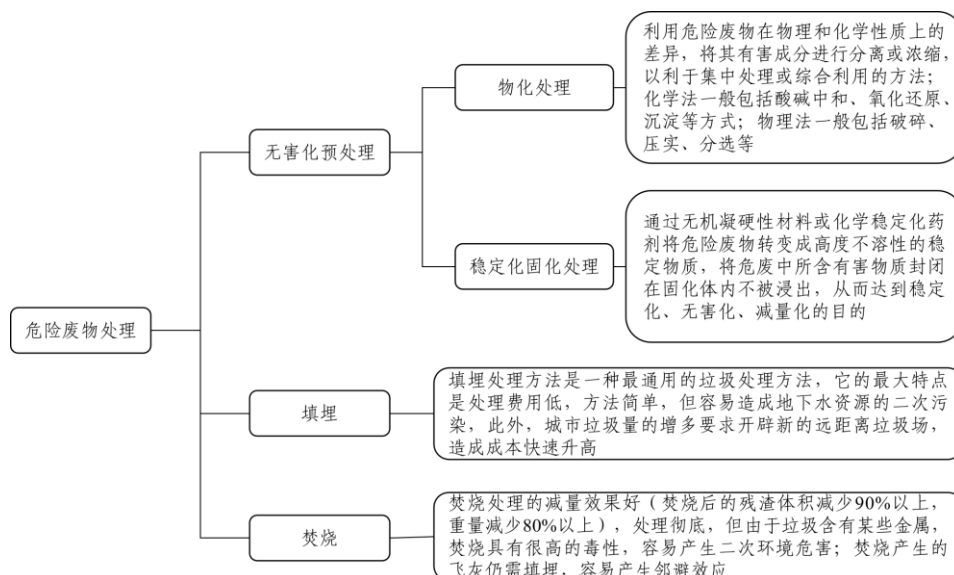 危险废物处理
无害化预处理
物化处理
利用危险废物在物理和化学性质上的
差异，将其有害成分进行分离或浓缩，
以利于集中处理或综合利用的方法；
化学法一般包括酸碱中和、氧化还原、
沉淀等方式；物理法一般包括破碎、
压实、分选等
稳定化固化处理
通过无机凝硬性材料或化学稳定化药
剂将危险废物转变成高度不溶性的稳
定物质，将危废中所含有害物质封闭
在固化体内不被浸出，从而达到稳定
化、无害化、减量化的目的
填埋
填埋处理方法是一种最通用的垃圾处理方法，它的最大特点
是处理费用低，方法简单，但容易造成地下水资源的二次污
染，此外，城市垃圾量的增多要求开辟新的远距离垃圾场，
造成成本快速升高
焚烧
焚烧处理的减量效果好（焚烧后的残渣体积减少90%以上，
重量减少80%以上），处理彻底，但由于垃圾含有某些金属，
焚烧具有很高的毒性，容易产生二次环境危害；焚烧产生的
飞灰仍需填埋，容易产生邻避效应